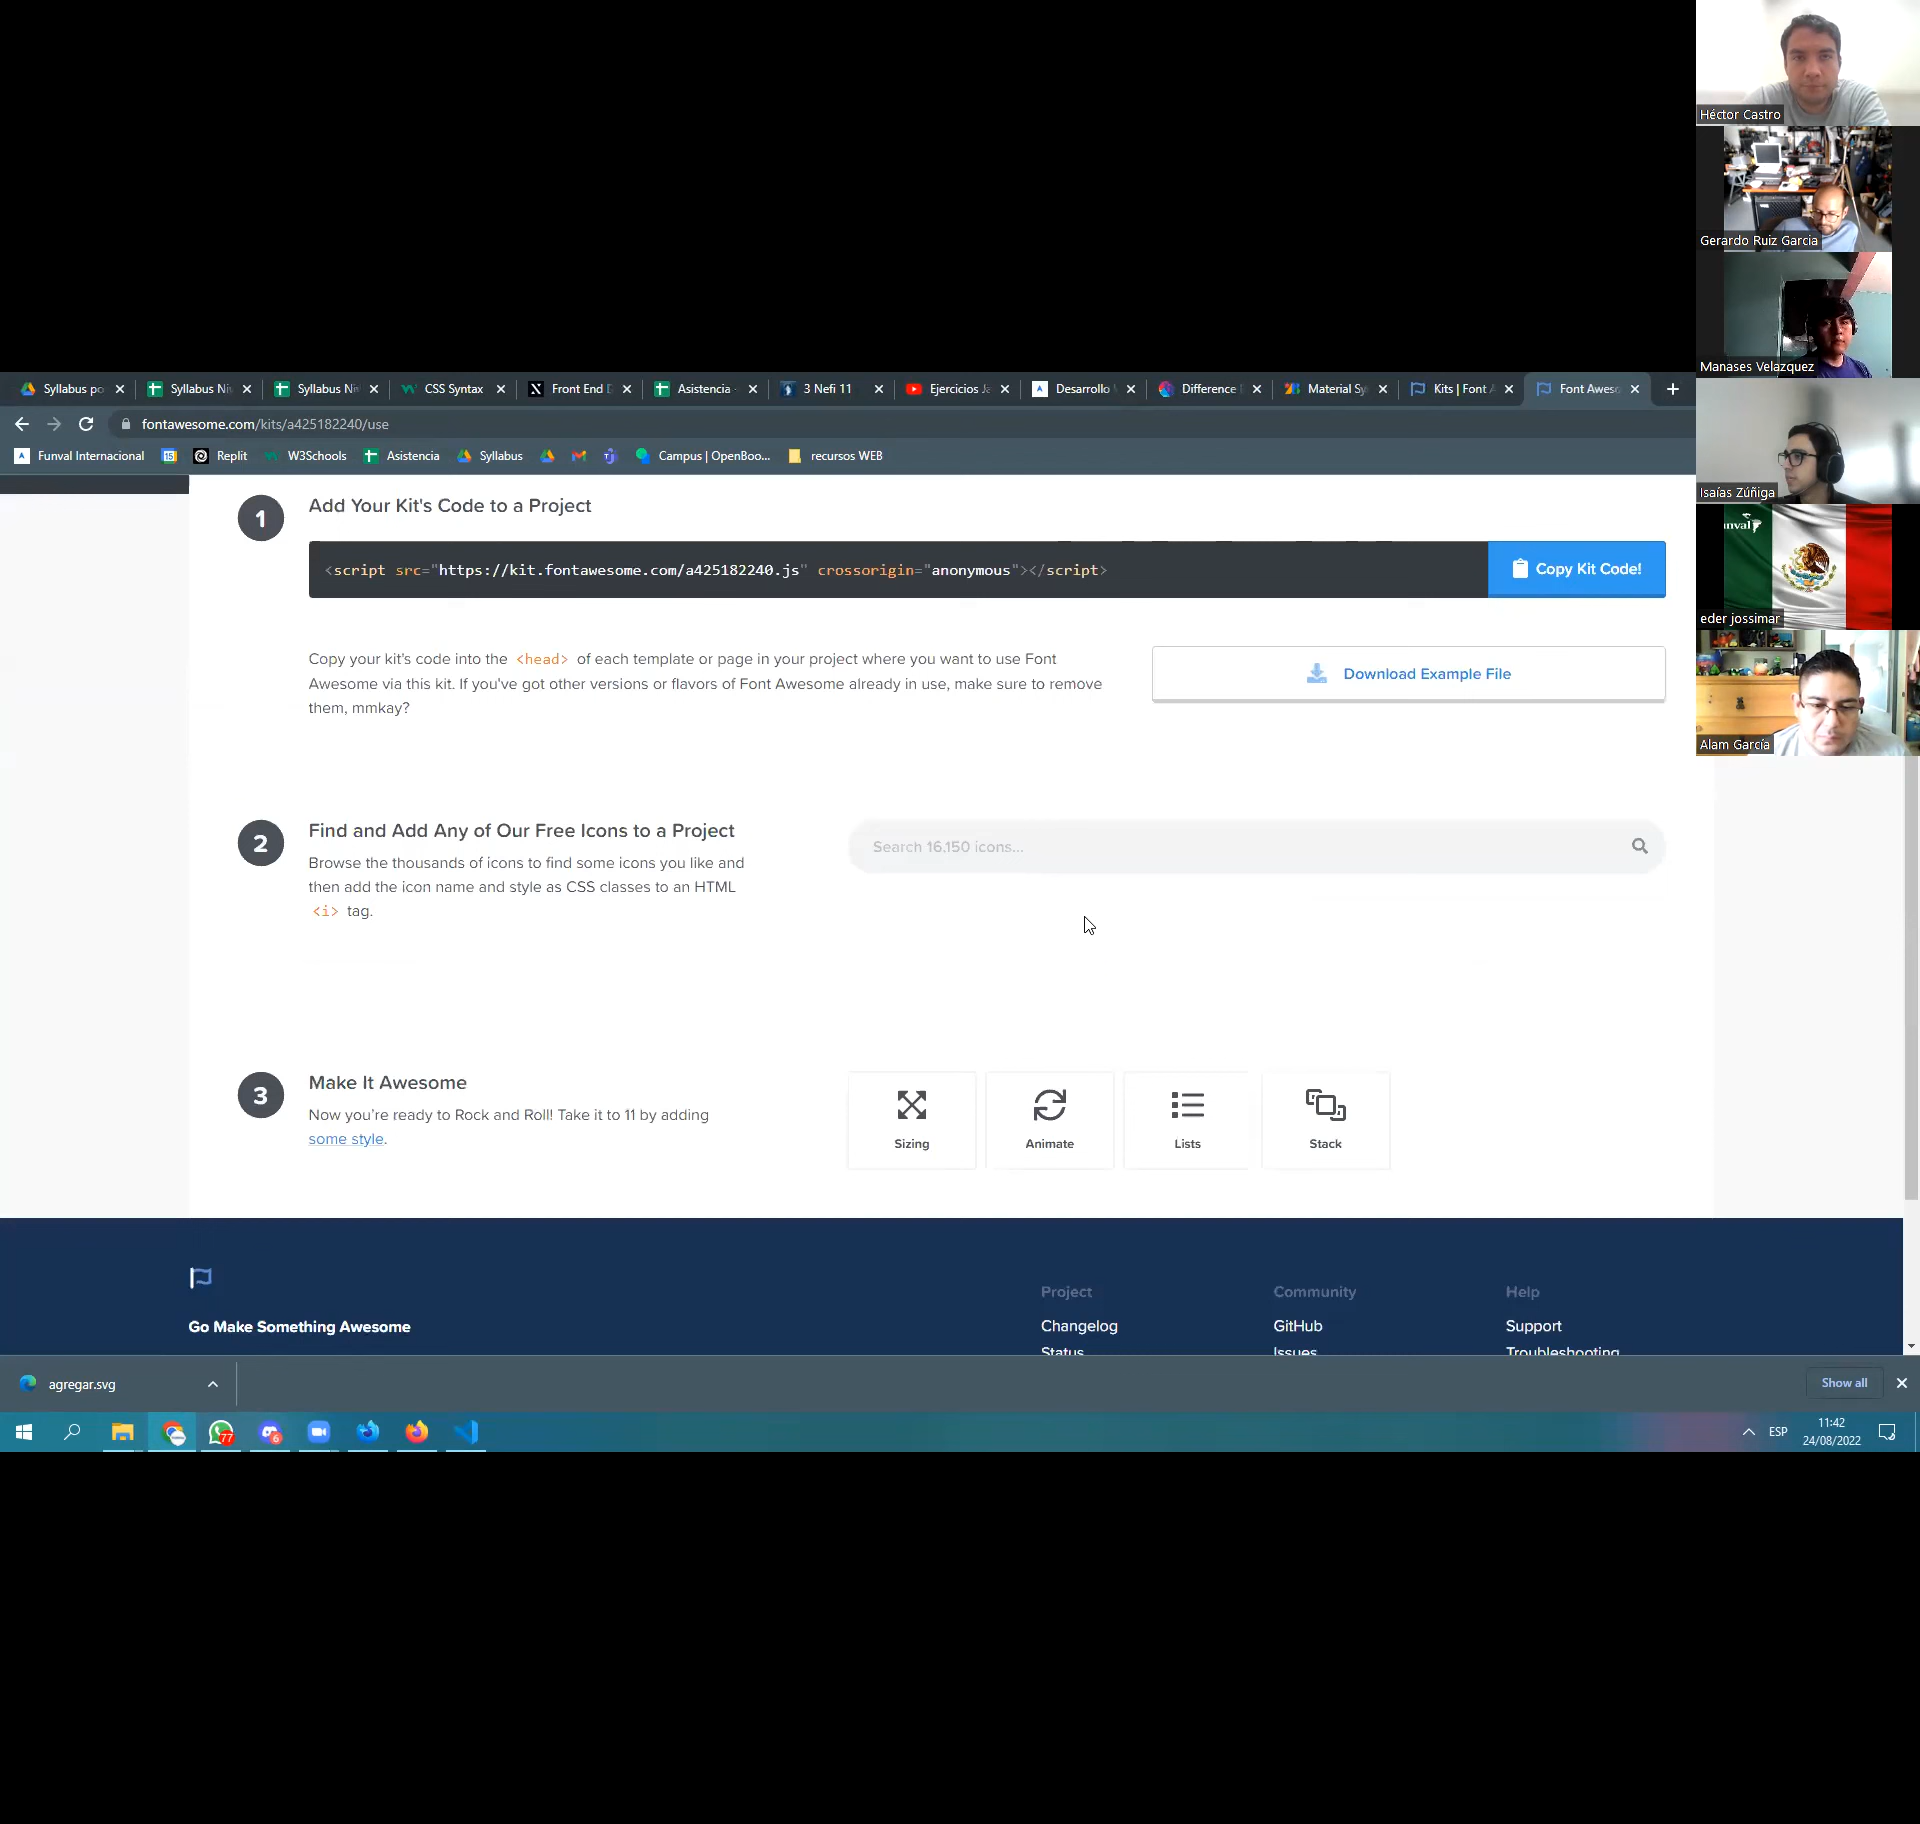 Héctor Castro
Gerardo Ruiz Garcia
Manases Velazquez
Syllabus po
Syllabus Ni
Syllabus Ni
CSS Syntax
Front End
Asistencia
3 Nefi 11
Ejercicios
Desarrollo
Difference
Material Sy
Kits | Font
Font Aweso
fontawesome.com/kits/a425182240/use
Funval Internacional
15
Replit
W3Schools
Asistencia
Syllabus
Campus | OpenBoo...
recursos WEB
Isaías Zúñiga
eder jossimar
Alam García
1
Add Your Kit's Code to a Project
<script src="https://kit.fontawesome.com/a425182240.js" crossorigin="anonymous"></script>
Copy Kit Code!
Copy your kit's code into the <head> of each template or page in your project where you want to use Font
Awesome via this kit. If you've got other versions or flavors of Font Awesome already in use, make sure to remove
them, mmkay?
Download Example File
2
Find and Add Any of Our Free Icons to a Project
Browse the thousands of icons to find some icons you like and
then add the icon name and style as CSS classes to an HTML
<i> tag.
Search 16,150 icons...
3
Make It Awesome
Now you're ready to Rock and Roll! Take it to 11 by adding
some style.
Sizing
Animate
Lists
Stack
Go Make Something Awesome
Project
Changelog
Status
Community
GitHub
Issues
Help
Support
Troubleshooting
agregar.svg
Show all
77
6
ESP
11:42
24/08/2022